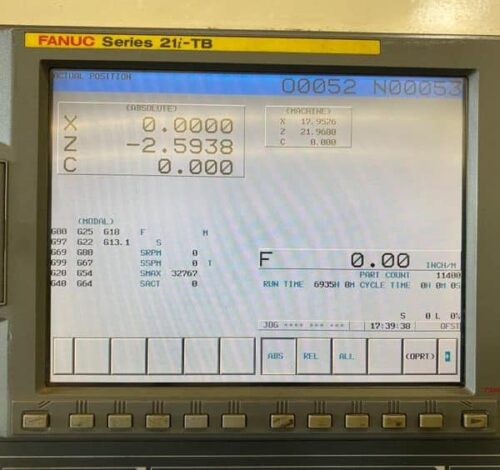 FANUC Series 21i-TB
ACTUAL POSITION
O0052 N00053
(ABSOLUTE)
X 0.0000
Z -2.5938
C 0.000
(MACHINE)
X 17.9526
Z 21.9680
C 0.000
(MODAL)
G00 G25 G18 F M
G97 G22 G13.1 S
G69 G80 SRPM 0
G99 G67 SSPM 0 T
G20 G54 SMAX 32767
G40 G64 SACT 0
F 0.00 INCH/M
PART COUNT 11480
RUN TIME 6935H 0M CYCLE TIME 0H 0M 0S
S 0 L 0%
JOG **** *** *** 17:39:38 OFST
ABS REL ALL (OPRT)